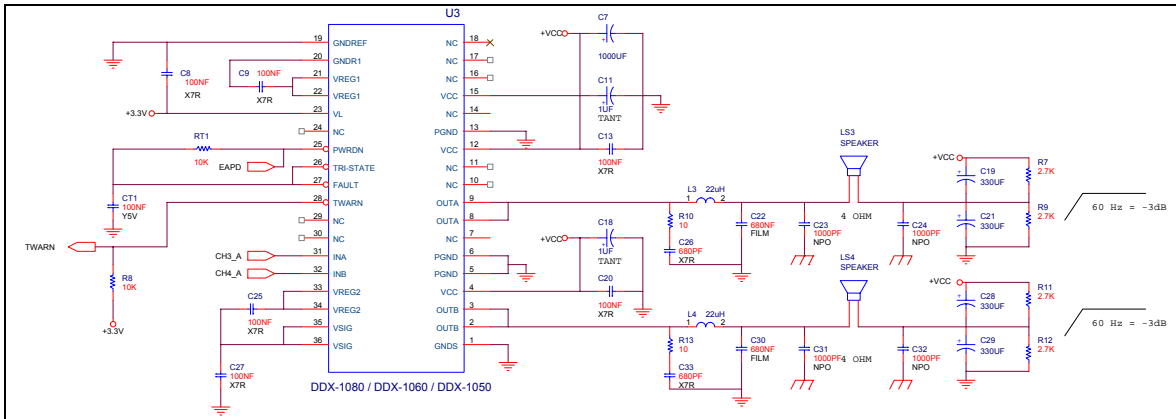 U3
19 GNDREF
20 GNDR1
21 VREG1
22 VREG1
23 VL
24 NC
25 PWRDN
26 TRI-STATE
27 FAULT
28 TWARN
29 NC
30 NC
31 INA
32 INB
33 VREG2
34 VREG2
35 VSIG
36 VSIG
NC 18
NC 17
NC 16
VCC 15
NC 14
PGND 13
VCC 12
NC 11
NC 10
OUTA 9
OUTA 8
NC 7
PGND 6
PGND 5
VCC 4
OUTB 3
OUTB 2
GNDS 1
DDX-1080 / DDX-1060 / DDX-1050
C8
100NF
X7R
C9
100NF
X7R
+3.3V
RT1
10K
EAPD
CT1
100NF
Y5V
TWARN
R8
10K
+3.3V
CH3_A
CH4_A
C25
100NF
X7R
C27
100NF
X7R
+VCC
C7
+
1000UF
C11
+
1UF
TANT
C13
100NF
X7R
+VCC
C18
+
1UF
TANT
C20
100NF
X7R
L3 22uH
1 2
R10
10
C26
680PF
X7R
C22
680NF
FILM
C23
1000PF
NPO
LS3
SPEAKER
4 OHM
C24
1000PF
NPO
+VCC
+
C19
330UF
+
C21
330UF
R7
2.7K
R9
2.7K
60 Hz = -3dB
L4 22uH
1 2
R13
10
C33
680PF
X7R
C30
680NF
FILM
C31
1000PF
NPO
LS4
SPEAKER
4 OHM
C32
1000PF
NPO
+VCC
+
C28
330UF
+
C29
330UF
R11
2.7K
R12
2.7K
60 Hz = -3dB